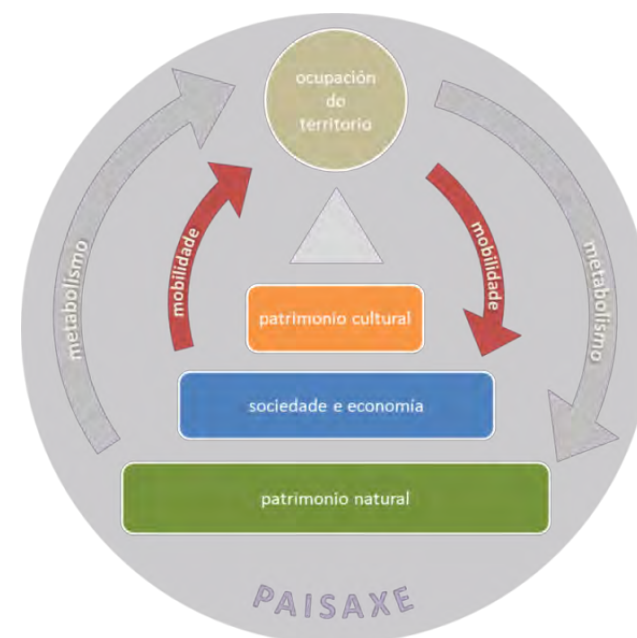 ocupación
do
territorio
metabolismo
mobilidade
mobilidade
metabolismo
patrimonio cultural
sociedade e economía
patrimonio natural
PAISAXE